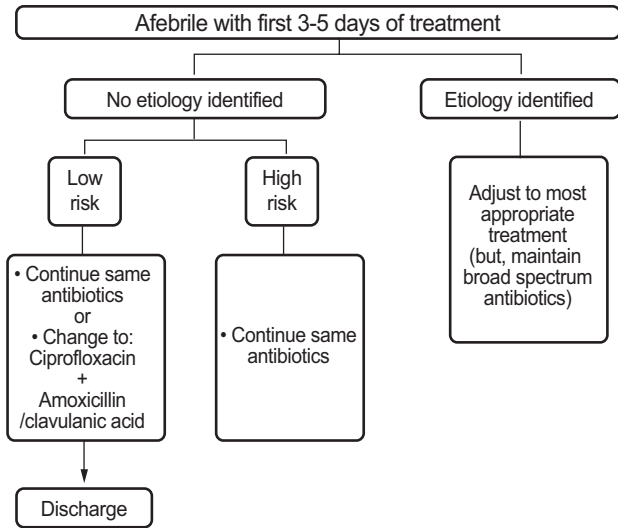 Afebrile with first 3-5 days of treatment
No etiology identified
Etiology identified
Low
risk
High
risk
Adjust to most
appropriate
treatment
(but, maintain
broad spectrum
antibiotics)
• Continue same
antibiotics
or
• Change to:
Ciprofloxacin
+
Amoxicillin
/clavulanic acid
• Continue same
antibiotics
Discharge